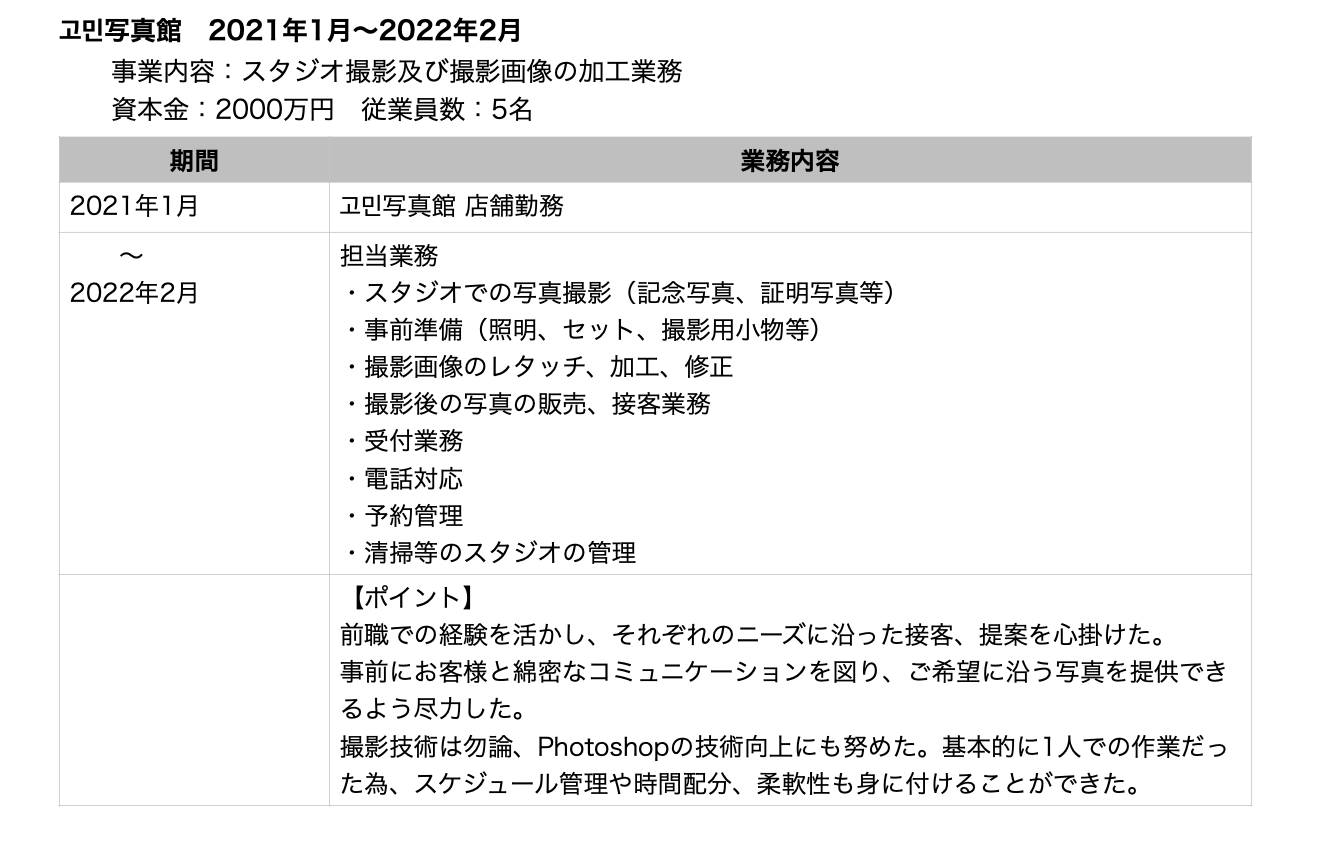 고민写真館　2021年1月～2022年2月
事業内容：スタジオ撮影及び撮影画像の加工業務
資本金：2000万円　従業員数：5名
期間　業務内容
2021年1月　고민写真館 店舗勤務
～　担当業務
2022年2月　・スタジオでの写真撮影（記念写真、証明写真等）
・事前準備（照明、セット、撮影用小物等）
・撮影画像のレタッチ、加工、修正
・撮影後の写真の販売、接客業務
・受付業務
・電話対応
・予約管理
・清掃等のスタジオの管理
【ポイント】
前職での経験を活かし、それぞれのニーズに沿った接客、提案を心掛けた。
事前にお客様と綿密なコミュニケーションを図り、ご希望に沿う写真を提供でき
るよう尽力した。
撮影技術は勿論、Photoshopの技術向上にも努めた。基本的に1人での作業だっ
た為、スケジュール管理や時間配分、柔軟性も身に付けることができた。